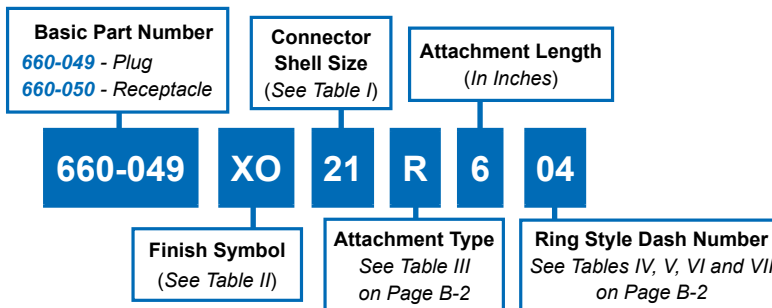 Basic Part Number
660-049 - Plug
660-050 - Receptacle
Connector
Shell Size
(See Table I)
Attachment Length
(In Inches)
660-049 XO 21 R 6 04
Finish Symbol
(See Table II)
Attachment Type
See Table III
on Page B-2
Ring Style Dash Number
See Tables IV, V, VI and VII
on Page B-2